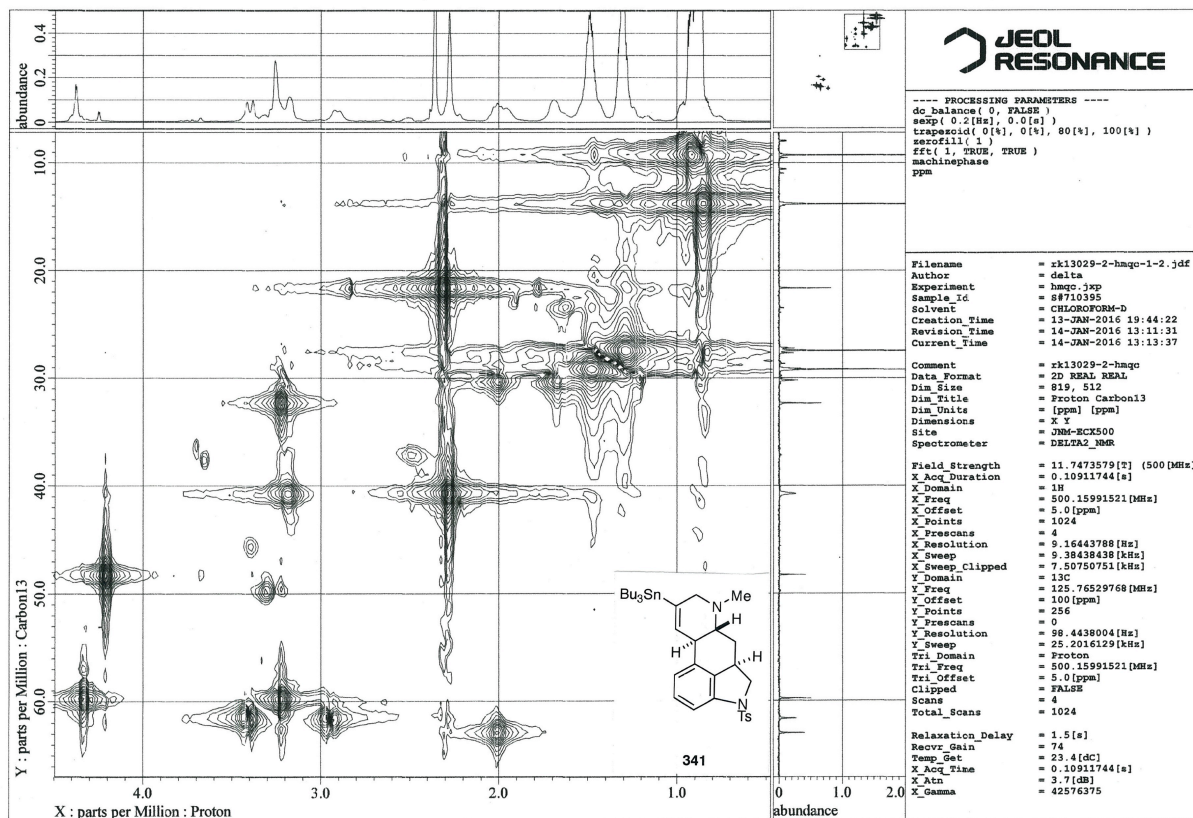 0.4
0.2
0
abundance
10.0
20.0
30.0
40.0
50.0
60.0
Y : parts per Million : Carbon13
4.0
3.0
2.0
1.0
X : parts per Million : Proton
0
1.0
2.0
abundance
Bu3Sn
N
Me
H
H
H
N
Ts
341
JEOL
RESONANCE
---- PROCESSING PARAMETERS ----
dc_balance( 0, FALSE )
sexp( 0.2[Hz], 0.0[s] )
trapezoid( 0[%], 0[%], 80[%], 100[%] )
zerofill( 1 )
fft( 1, TRUE, TRUE )
machinephase
ppm
Filename = rk13029-2-hmqc-1-2.jdf
Author = delta
Experiment = hmqc.jxp
Sample_Id = S#710395
Solvent = CHLOROFORM-D
Creation_Time = 13-JAN-2016 19:44:22
Revision_Time = 14-JAN-2016 13:11:31
Current_Time = 14-JAN-2016 13:13:37
Comment = rk13029-2-hmqc
Data_Format = 2D REAL REAL
Dim_Size = 819, 512
Dim_Title = Proton Carbon13
Dim_Units = [ppm] [ppm]
Dimensions = X Y
Site = JNM-ECX500
Spectrometer = DELTA2_NMR
Field_Strength = 11.7473579[T] (500[MHz]
X_Acq_Duration = 0.10911744[s]
X_Domain = 1H
X_Freq = 500.15991521[MHz]
X_Offset = 5.0[ppm]
X_Points = 1024
X_Prescans = 4
X_Resolution = 9.16443788[Hz]
X_Sweep = 9.38438438[kHz]
X_Sweep_Clipped = 7.50750751[kHz]
Y_Domain = 13C
Y_Freq = 125.76529768[MHz]
Y_Offset = 100[ppm]
Y_Points = 256
Y_Prescans = 0
Y_Resolution = 98.4438004[Hz]
Y_Sweep = 25.2016129[kHz]
Tri_Domain = Proton
Tri_Freq = 500.15991521[MHz]
Tri_Offset = 5.0[ppm]
Clipped = FALSE
Scans = 4
Total_Scans = 1024
Relaxation_Delay = 1.5[s]
Recvr_Gain = 74
Temp_Get = 23.4[dC]
X_Acq_Time = 0.10911744[s]
X_Atn = 3.7[dB]
X_Gamma = 42576375